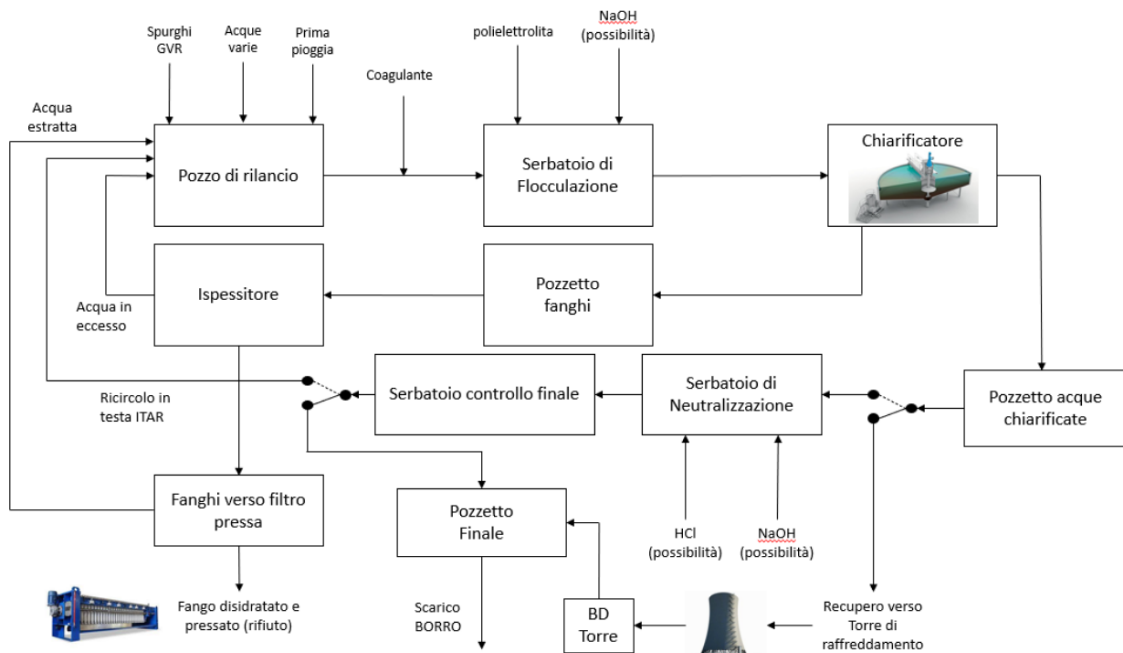 Spurghi
GVR
Acque
varie
Prima
pioggia
Coagulante
polielettrolita
NaOH
(possibilità)
Acqua
estratta
Pozzo di rilancio
Serbatoio di
Flocculazione
Chiarificatore
Ispessitore
Pozzetto
fanghi
Acqua in
eccesso
Ricircolo in
testa ITAR
Serbatoio controllo finale
Serbatoio di
Neutralizzazione
Pozzetto acque
chiarificate
Fanghi verso filtro
pressa
Pozzetto
Finale
HCl
(possibilità)
NaOH
(possibilità)
Fango disidratato e
pressato (rifiuto)
Scarico
BORRO
BD
Torre
Recupero verso
Torre di
raffreddamento